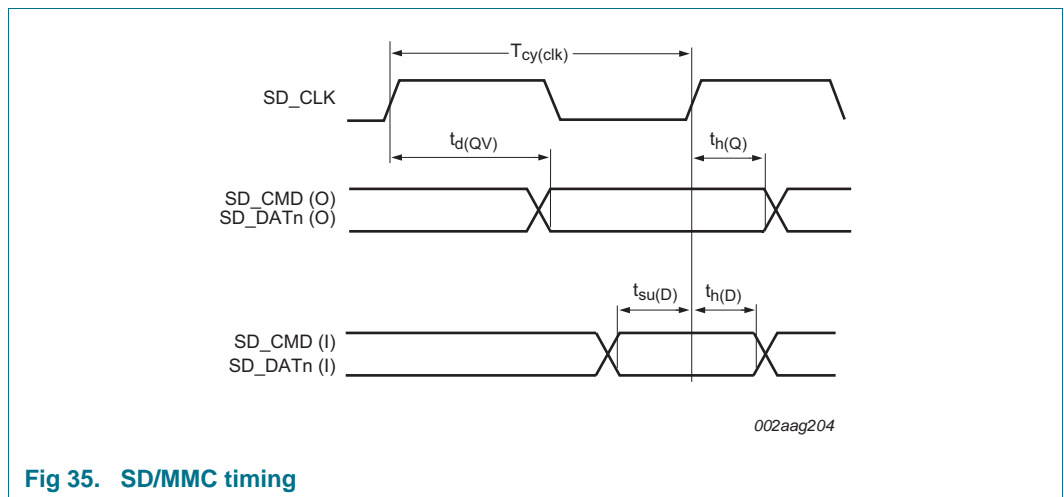 Tcy(clk)
SD_CLK
td(QV)
th(Q)
SD_CMD (O)
SD_DATn (O)
tsu(D)
th(D)
SD_CMD (I)
SD_DATn (I)
002aag204
Fig 35. SD/MMC timing